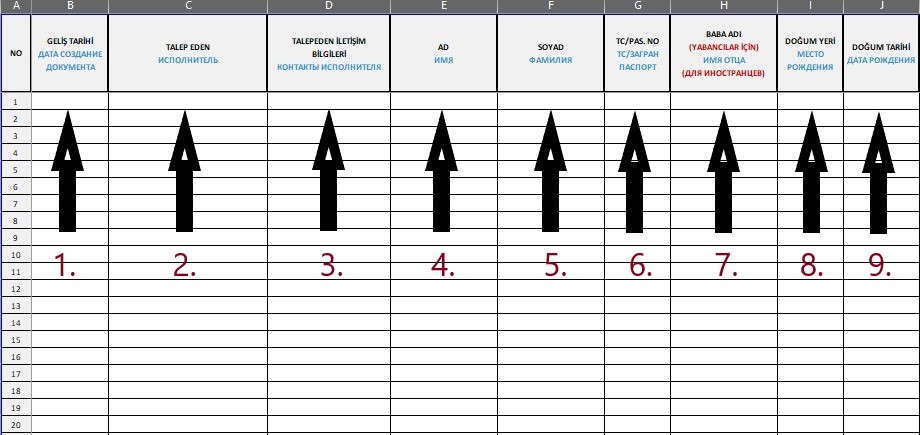 A B C D E F G H I J
NO
GELİŞ TARİHİ
ДАТА СОЗДАНИЕ
ДОКУМЕНТА
TALEP EDEN
ИСПОЛНИТЕЛЬ
TALEPEDEN İLETİŞİM
BİLGİLERİ
КОНТАКТЫ ИСПОЛНИТЕЛЯ
AD
ИМЯ
SOYAD
ФАМИЛИЯ
TC/PAS. NO
ТС/ЗАГРАН
ПАСПОРТ
BABA ADI
(YABANCILAR İÇİN)
ИМЯ ОТЦА
(ДЛЯ ИНОСТРАНЦЕВ)
DOĞUM YERİ
МЕСТО
РОЖДЕНИЯ
DOĞUM TARİHİ
ДАТА РОЖДЕНИЯ
1
2
3
4
5
6
7
8
9
10
11
1. 2. 3. 4. 5. 6. 7. 8. 9.
12
13
14
15
16
17
18
19
20